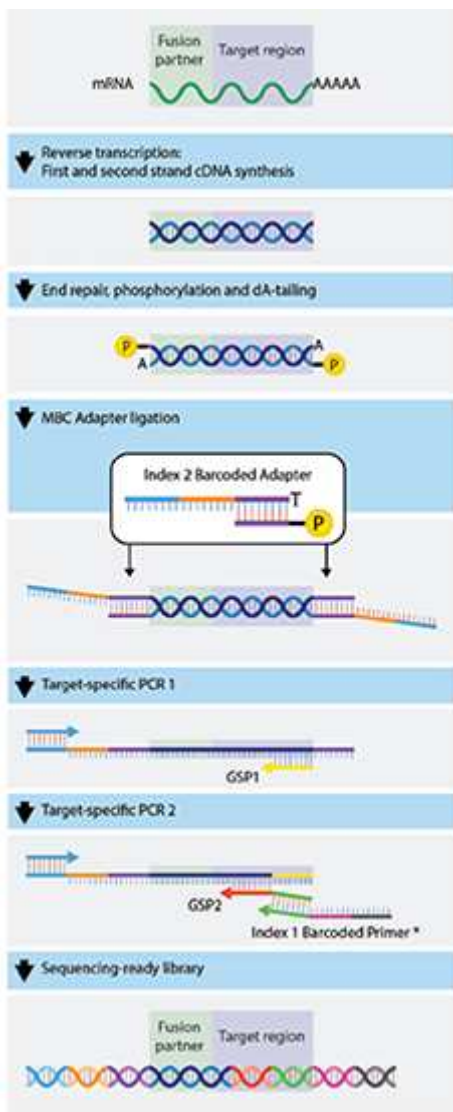 Fusion partner
Target region
mRNA
AAAAA
Reverse transcription:
First and second strand cDNA synthesis
End repair, phosphorylation and dA-tailing
P
A
A
P
MBC Adapter ligation
Index 2 Barcoded Adapter
T
P
Target-specific PCR 1
GSP1
Target-specific PCR 2
GSP2
Index 1 Barcoded Primer *
Sequencing-ready library
Fusion partner
Target region